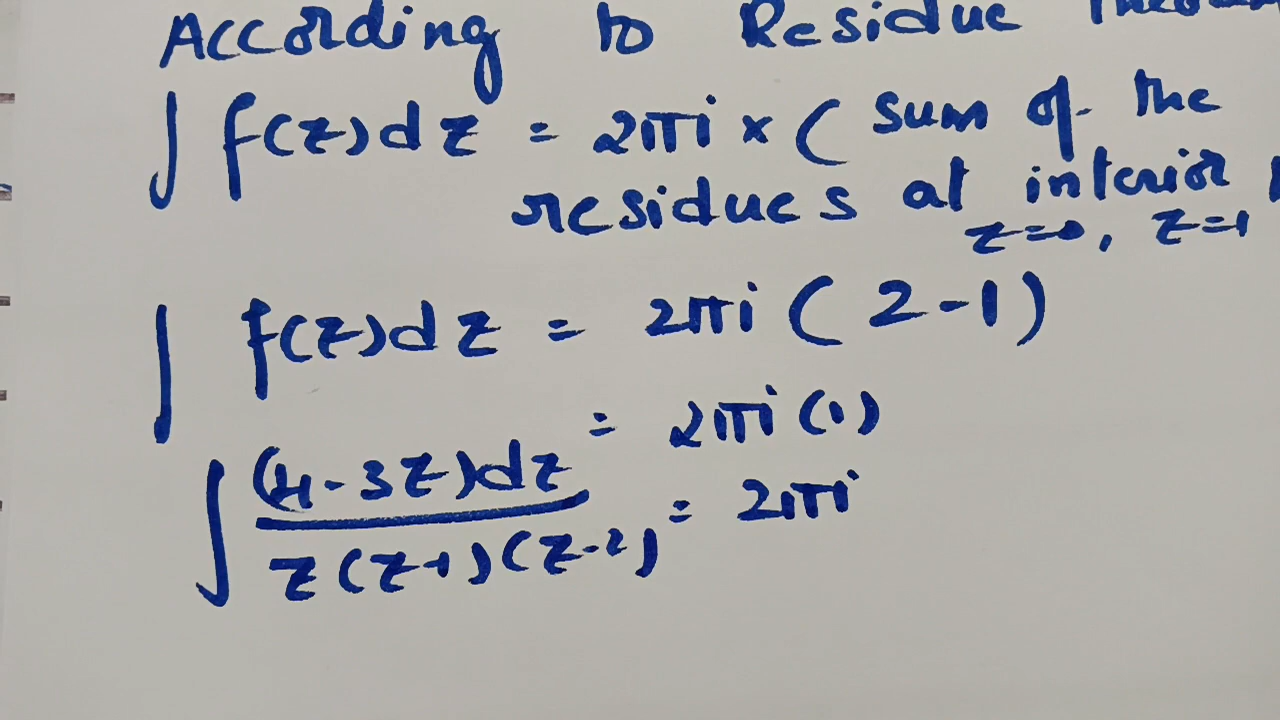 According to Residue
∫ f(z)dz = 2πi × ( sum of the
residues at interior
z=0, z=1
∫ f(z)dz = 2πi ( 2-1)
= 2πi (1)
∫ (4-3z)dz / z(z-1)(z-2) = 2πi